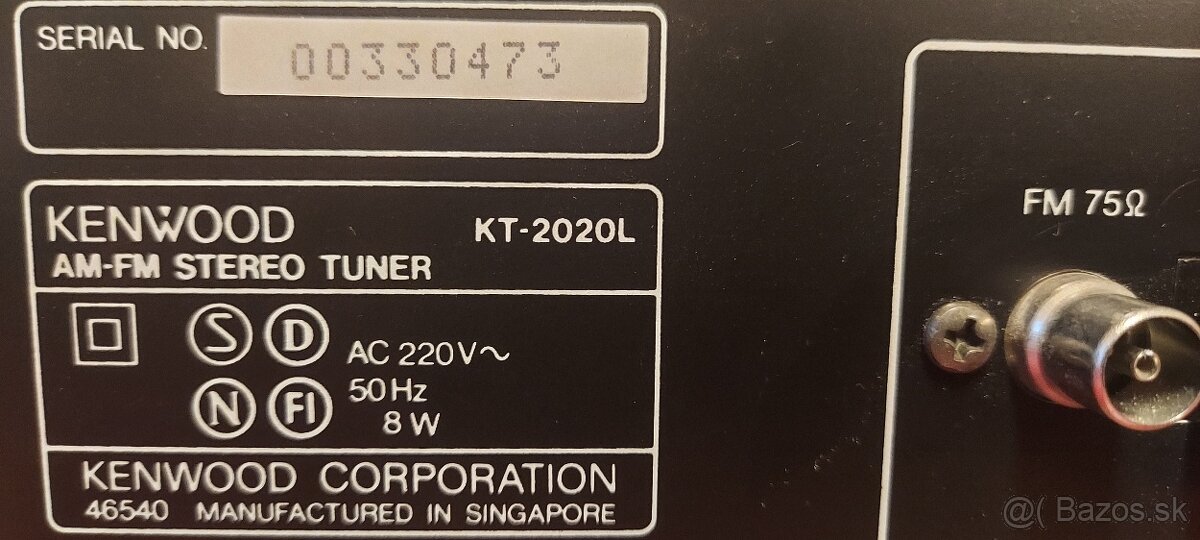 SERIAL NO. 00330473
KENWOOD KT-2020L
AM-FM STEREO TUNER
S D AC 220V~
50Hz
N FI 8W
KENWOOD CORPORATION
46540 MANUFACTURED IN SINGAPORE
FM 75Ω
@( Bazos.sk